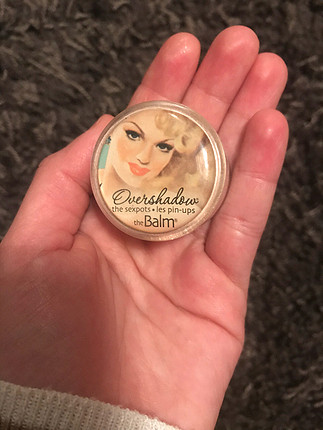 Overshadow
the sexpots • les pin-ups
theBalm®